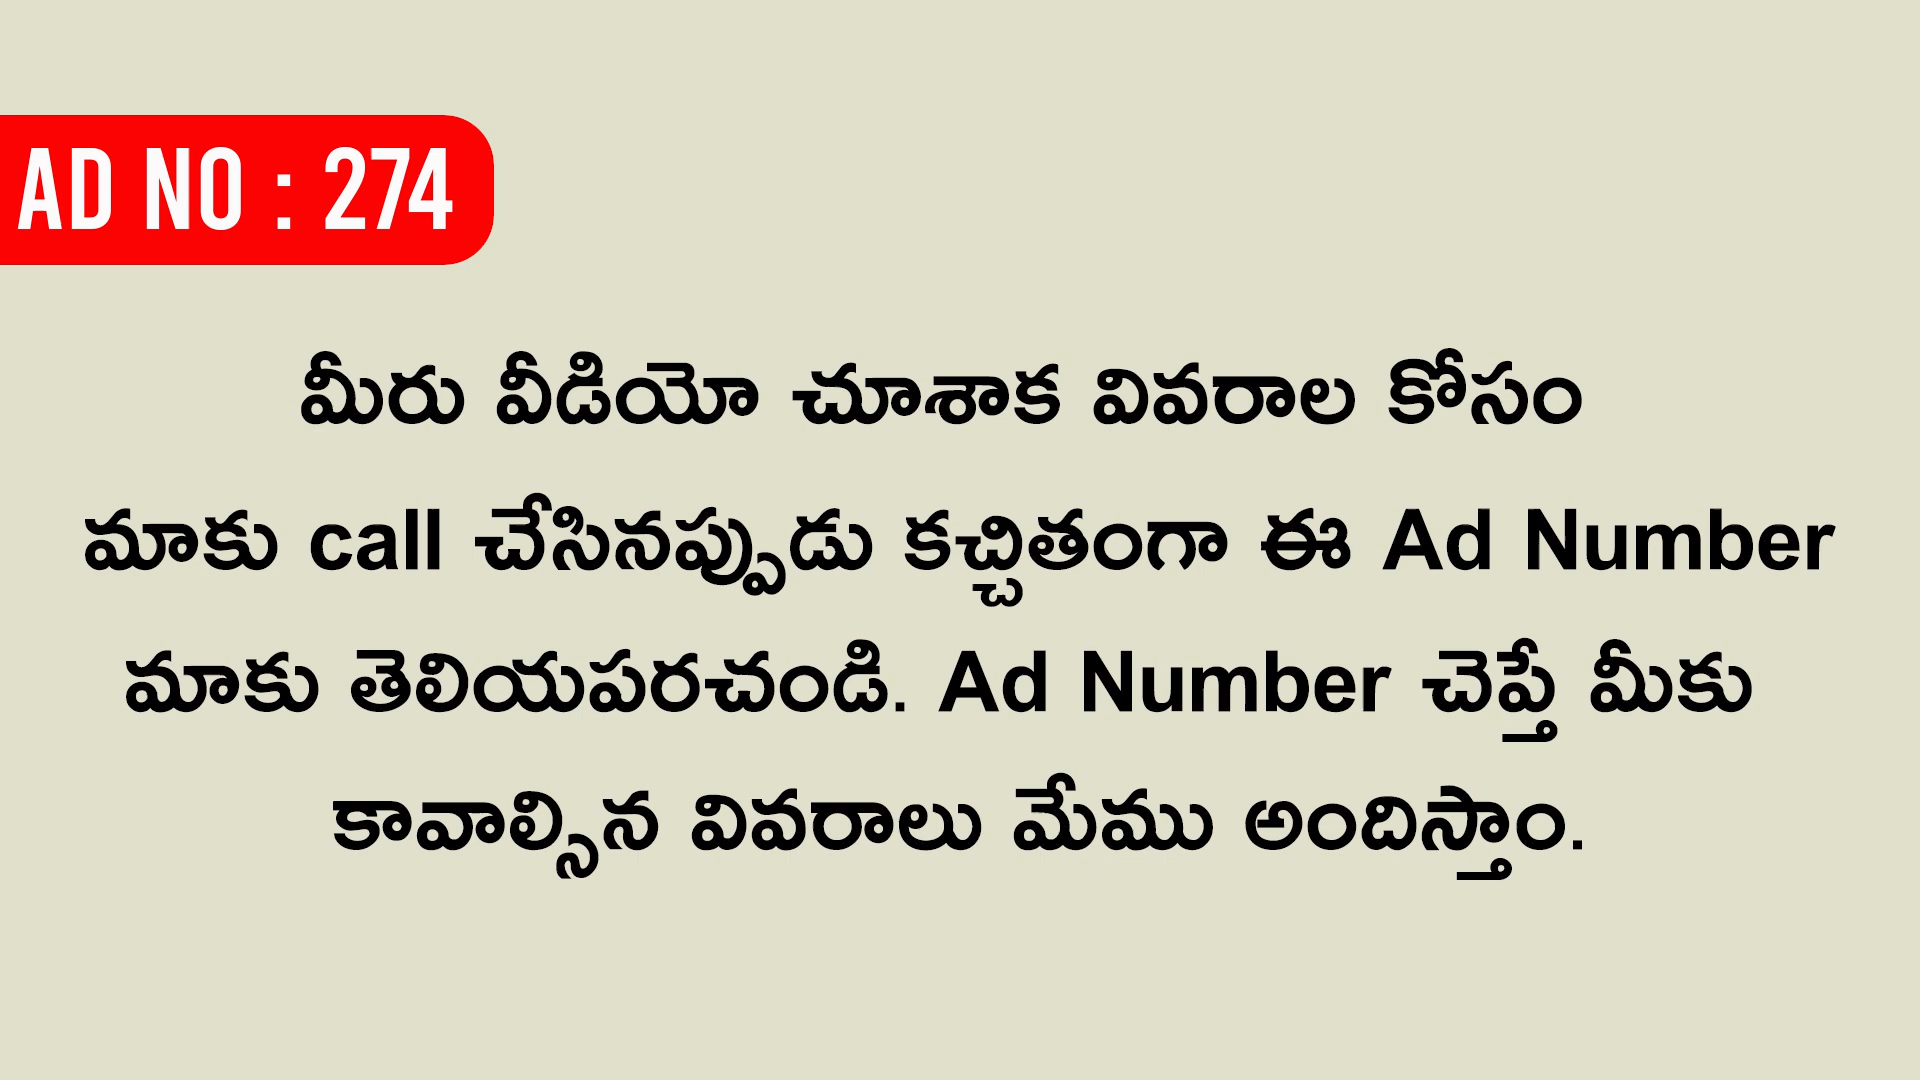 AD NO : 274
మీరు వీడియో చూశాక వివరాల కోసం
మాకు call చేసినప్పుడు కచ్చితంగా ఈ Ad Number
మాకు తెలియపరచండి. Ad Number చెప్తే మీకు
కావాల్సిన వివరాలు మేము అందిస్తాం.